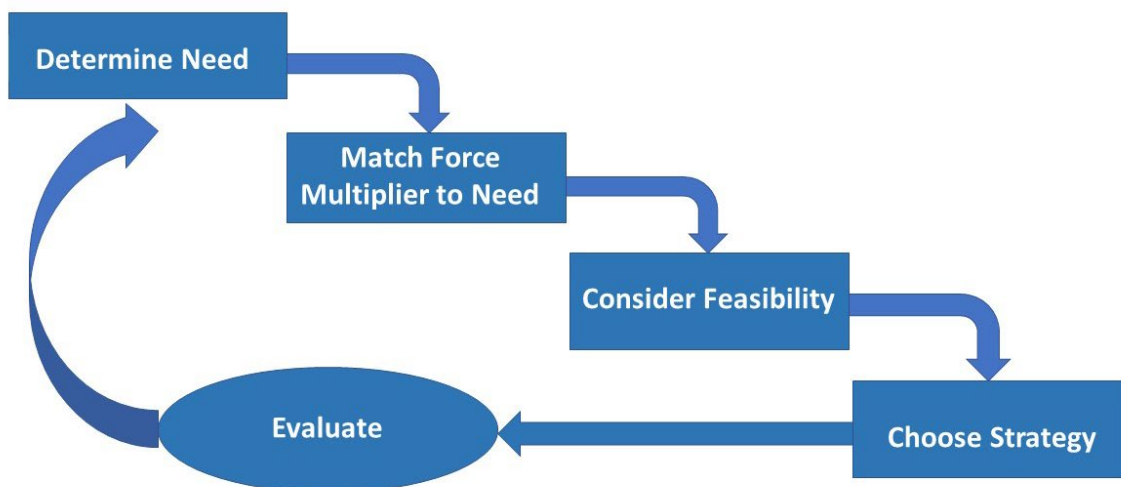 Determine Need
Match Force
Multiplier to Need
Consider Feasibility
Choose Strategy
Evaluate